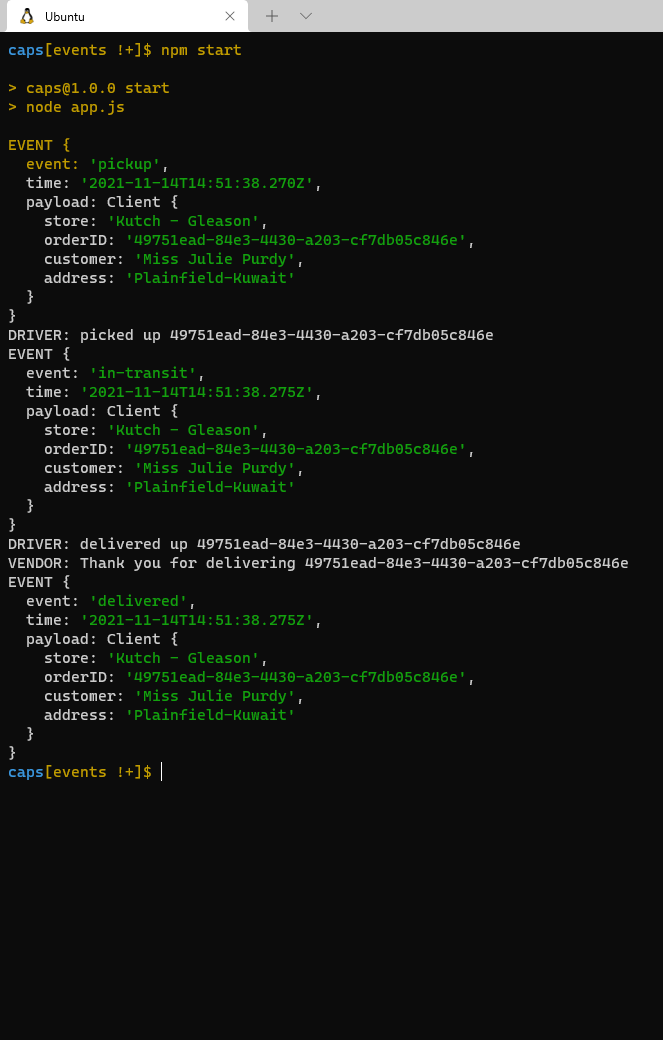 Ubuntu
caps[events !+]$ npm start
> caps@1.0.0 start
> node app.js
EVENT {
  event: 'pickup',
  time: '2021-11-14T14:51:38.270Z',
  payload: Client {
    store: 'Kutch - Gleason',
    orderID: '49751ead-84e3-4430-a203-cf7db05c846e',
    customer: 'Miss Julie Purdy',
    address: 'Plainfield-Kuwait'
  }
}
DRIVER: picked up 49751ead-84e3-4430-a203-cf7db05c846e
EVENT {
  event: 'in-transit',
  time: '2021-11-14T14:51:38.275Z',
  payload: Client {
    store: 'Kutch - Gleason',
    orderID: '49751ead-84e3-4430-a203-cf7db05c846e',
    customer: 'Miss Julie Purdy',
    address: 'Plainfield-Kuwait'
  }
}
DRIVER: delivered up 49751ead-84e3-4430-a203-cf7db05c846e
VENDOR: Thank you for delivering 49751ead-84e3-4430-a203-cf7db05c846e
EVENT {
  event: 'delivered',
  time: '2021-11-14T14:51:38.275Z',
  payload: Client {
    store: 'Kutch - Gleason',
    orderID: '49751ead-84e3-4430-a203-cf7db05c846e',
    customer: 'Miss Julie Purdy',
    address: 'Plainfield-Kuwait'
  }
}
caps[events !+]$